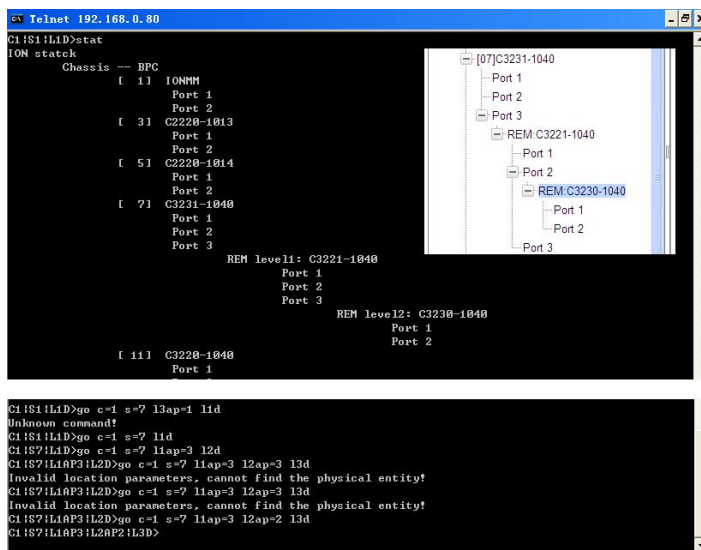 Telnet 192.168.0.80
C1|S1|L1D>stat
ION statck
Chassis -- BPC
[ 1] IONMM
Port 1
Port 2
[ 3] C2220-1013
Port 1
Port 2
[ 5] C2220-1014
Port 1
Port 2
[ 7] C3231-1040
Port 1
Port 2
Port 3
REM level1: C3221-1040
Port 1
Port 2
Port 3
REM level2: C3230-1040
Port 1
Port 2
[ 11] C3220-1040
Port 1
[07]C3231-1040
Port 1
Port 2
Port 3
REM:C3221-1040
Port 1
Port 2
REM:C3230-1040
Port 1
Port 2
Port 3
C1|S1|L1D>go c=1 s=7 l3ap=1 l1d
Unknown command!
C1|S1|L1D>go c=1 s=7 l1d
C1|S7|L1D>go c=1 s=7 l1ap=3 l2d
C1|S7|L1AP3|L2D>go c=1 s=7 l1ap=3 l2ap=3 l3d
Invalid location parameters, cannot find the physical entity!
C1|S7|L1AP3|L2D>go c=1 s=7 l1ap=3 l2ap=3 l3d
Invalid location parameters, cannot find the physical entity!
C1|S7|L1AP3|L2D>go c=1 s=7 l1ap=3 l2ap=2 l3d
C1|S7|L1AP3|L2AP2|L3D>